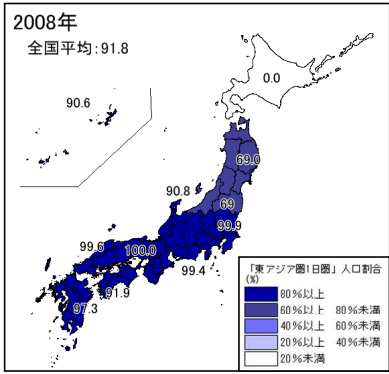 2008年
全国平均:91.8
0.0
90.6
69.0
90.8
69
99.9
99.6
100.0
99.4
91.9
97.3
「東アジア圏1日圏」人口割合
(%)
80%以上
60%以上 80%未満
40%以上 60%未満
20%以上 40%未満
20%未満